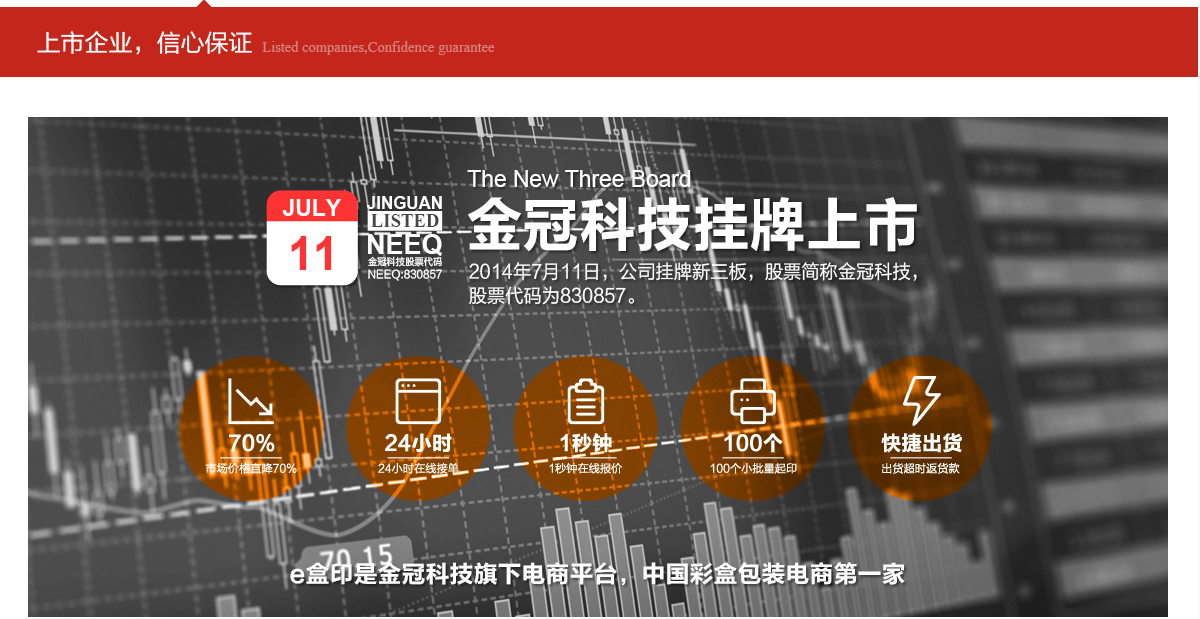 上市企业，信心保证 Listed companies,Confidence guarantee
The New Three Board
JULY
11
JINGUAN
LISTED
NEEQ
金冠科技股票代码
NEEQ:830857
金冠科技挂牌上市
2014年7月11日，公司挂牌新三板，股票简称金冠科技，
股票代码为830857。
70%
市场价格直降70%
24小时
24小时在线接单
1秒钟
1秒钟在线报价
100个
100个小批量起印
快捷出货
出货超时返货款
70.15
e盒印是金冠科技旗下电商平台，中国彩盒包装电商第一家